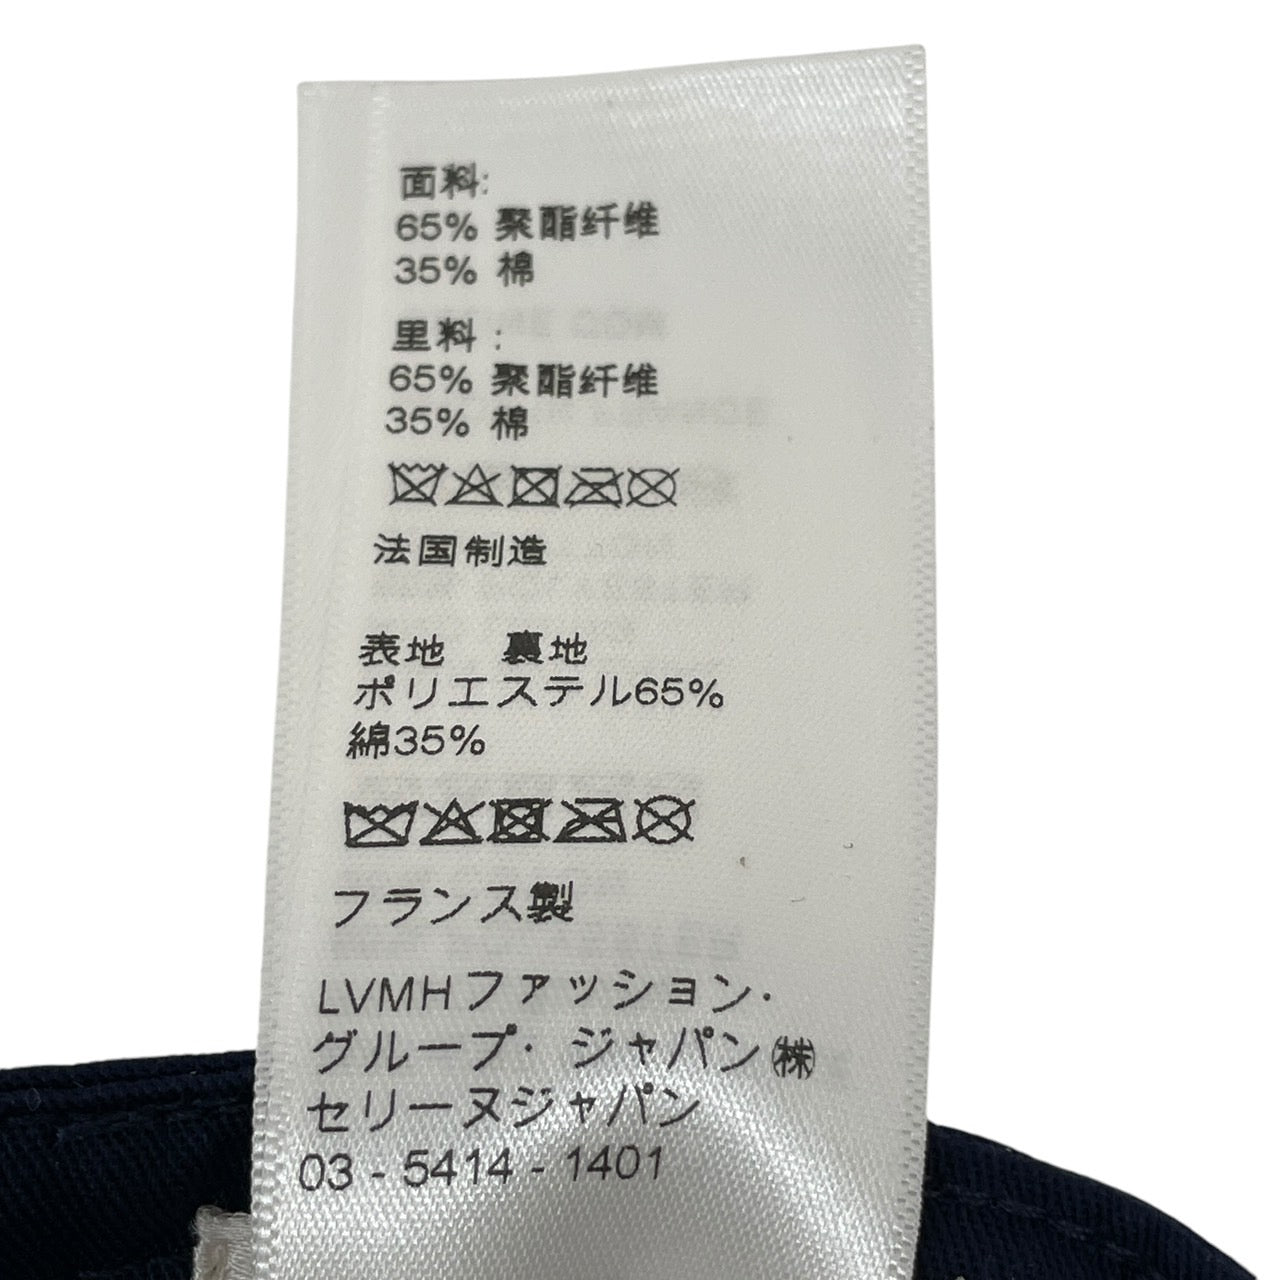 面料:
65% 聚酯纤维
35% 棉
里料:
65% 聚酯纤维
35% 棉
法国制造
表地　裏地
ポリエステル65%
綿35%
フランス製
LVMHファッション・
グループ・ジャパン㈱
セリーヌジャパン
03 - 5414 - 1401